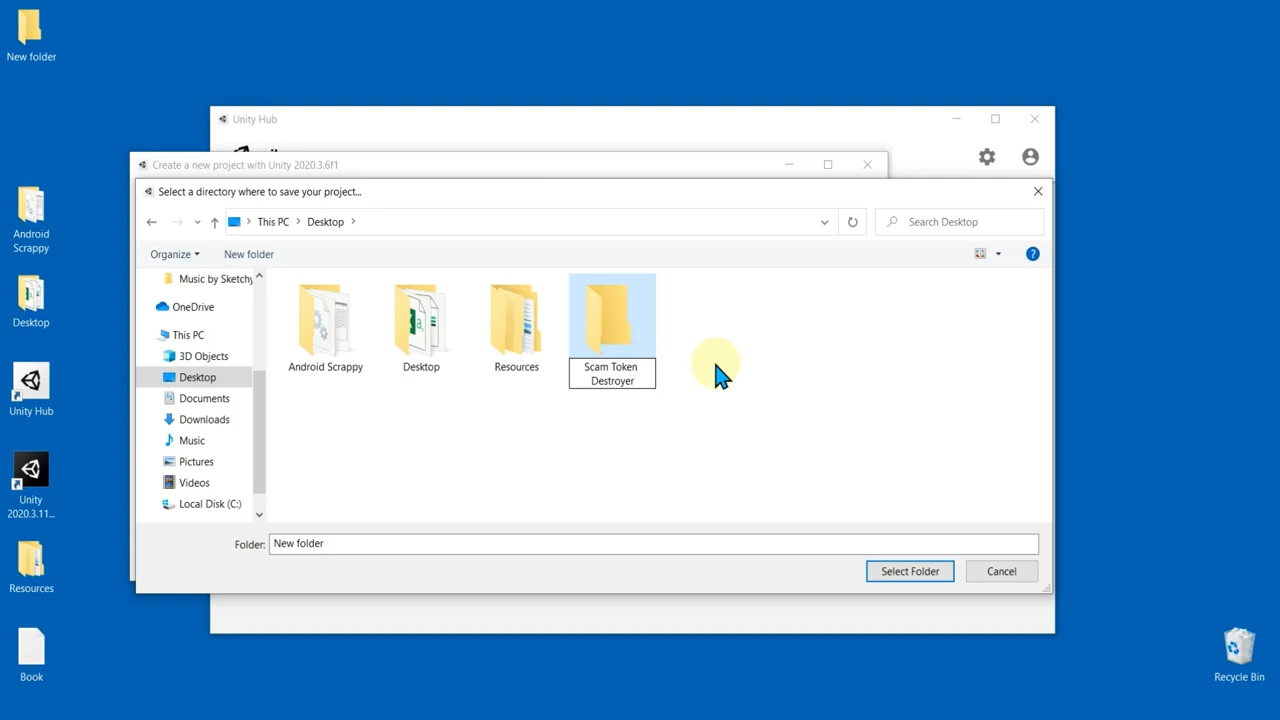 New folder
Unity Hub
Create a new project with Unity 2020.3.6f1
Select a directory where to save your project...
This PC
Desktop
Search Desktop
Organize
New folder
Music by Sketchy
OneDrive
This PC
3D Objects
Desktop
Documents
Downloads
Music
Pictures
Videos
Local Disk (C:)
Android Scrappy
Desktop
Resources
Scam Token
Destroyer
Folder:
New folder
Select Folder
Cancel
Android
Scrappy
Desktop
Unity Hub
Unity
2020.3.11...
Resources
Book
Recycle Bin